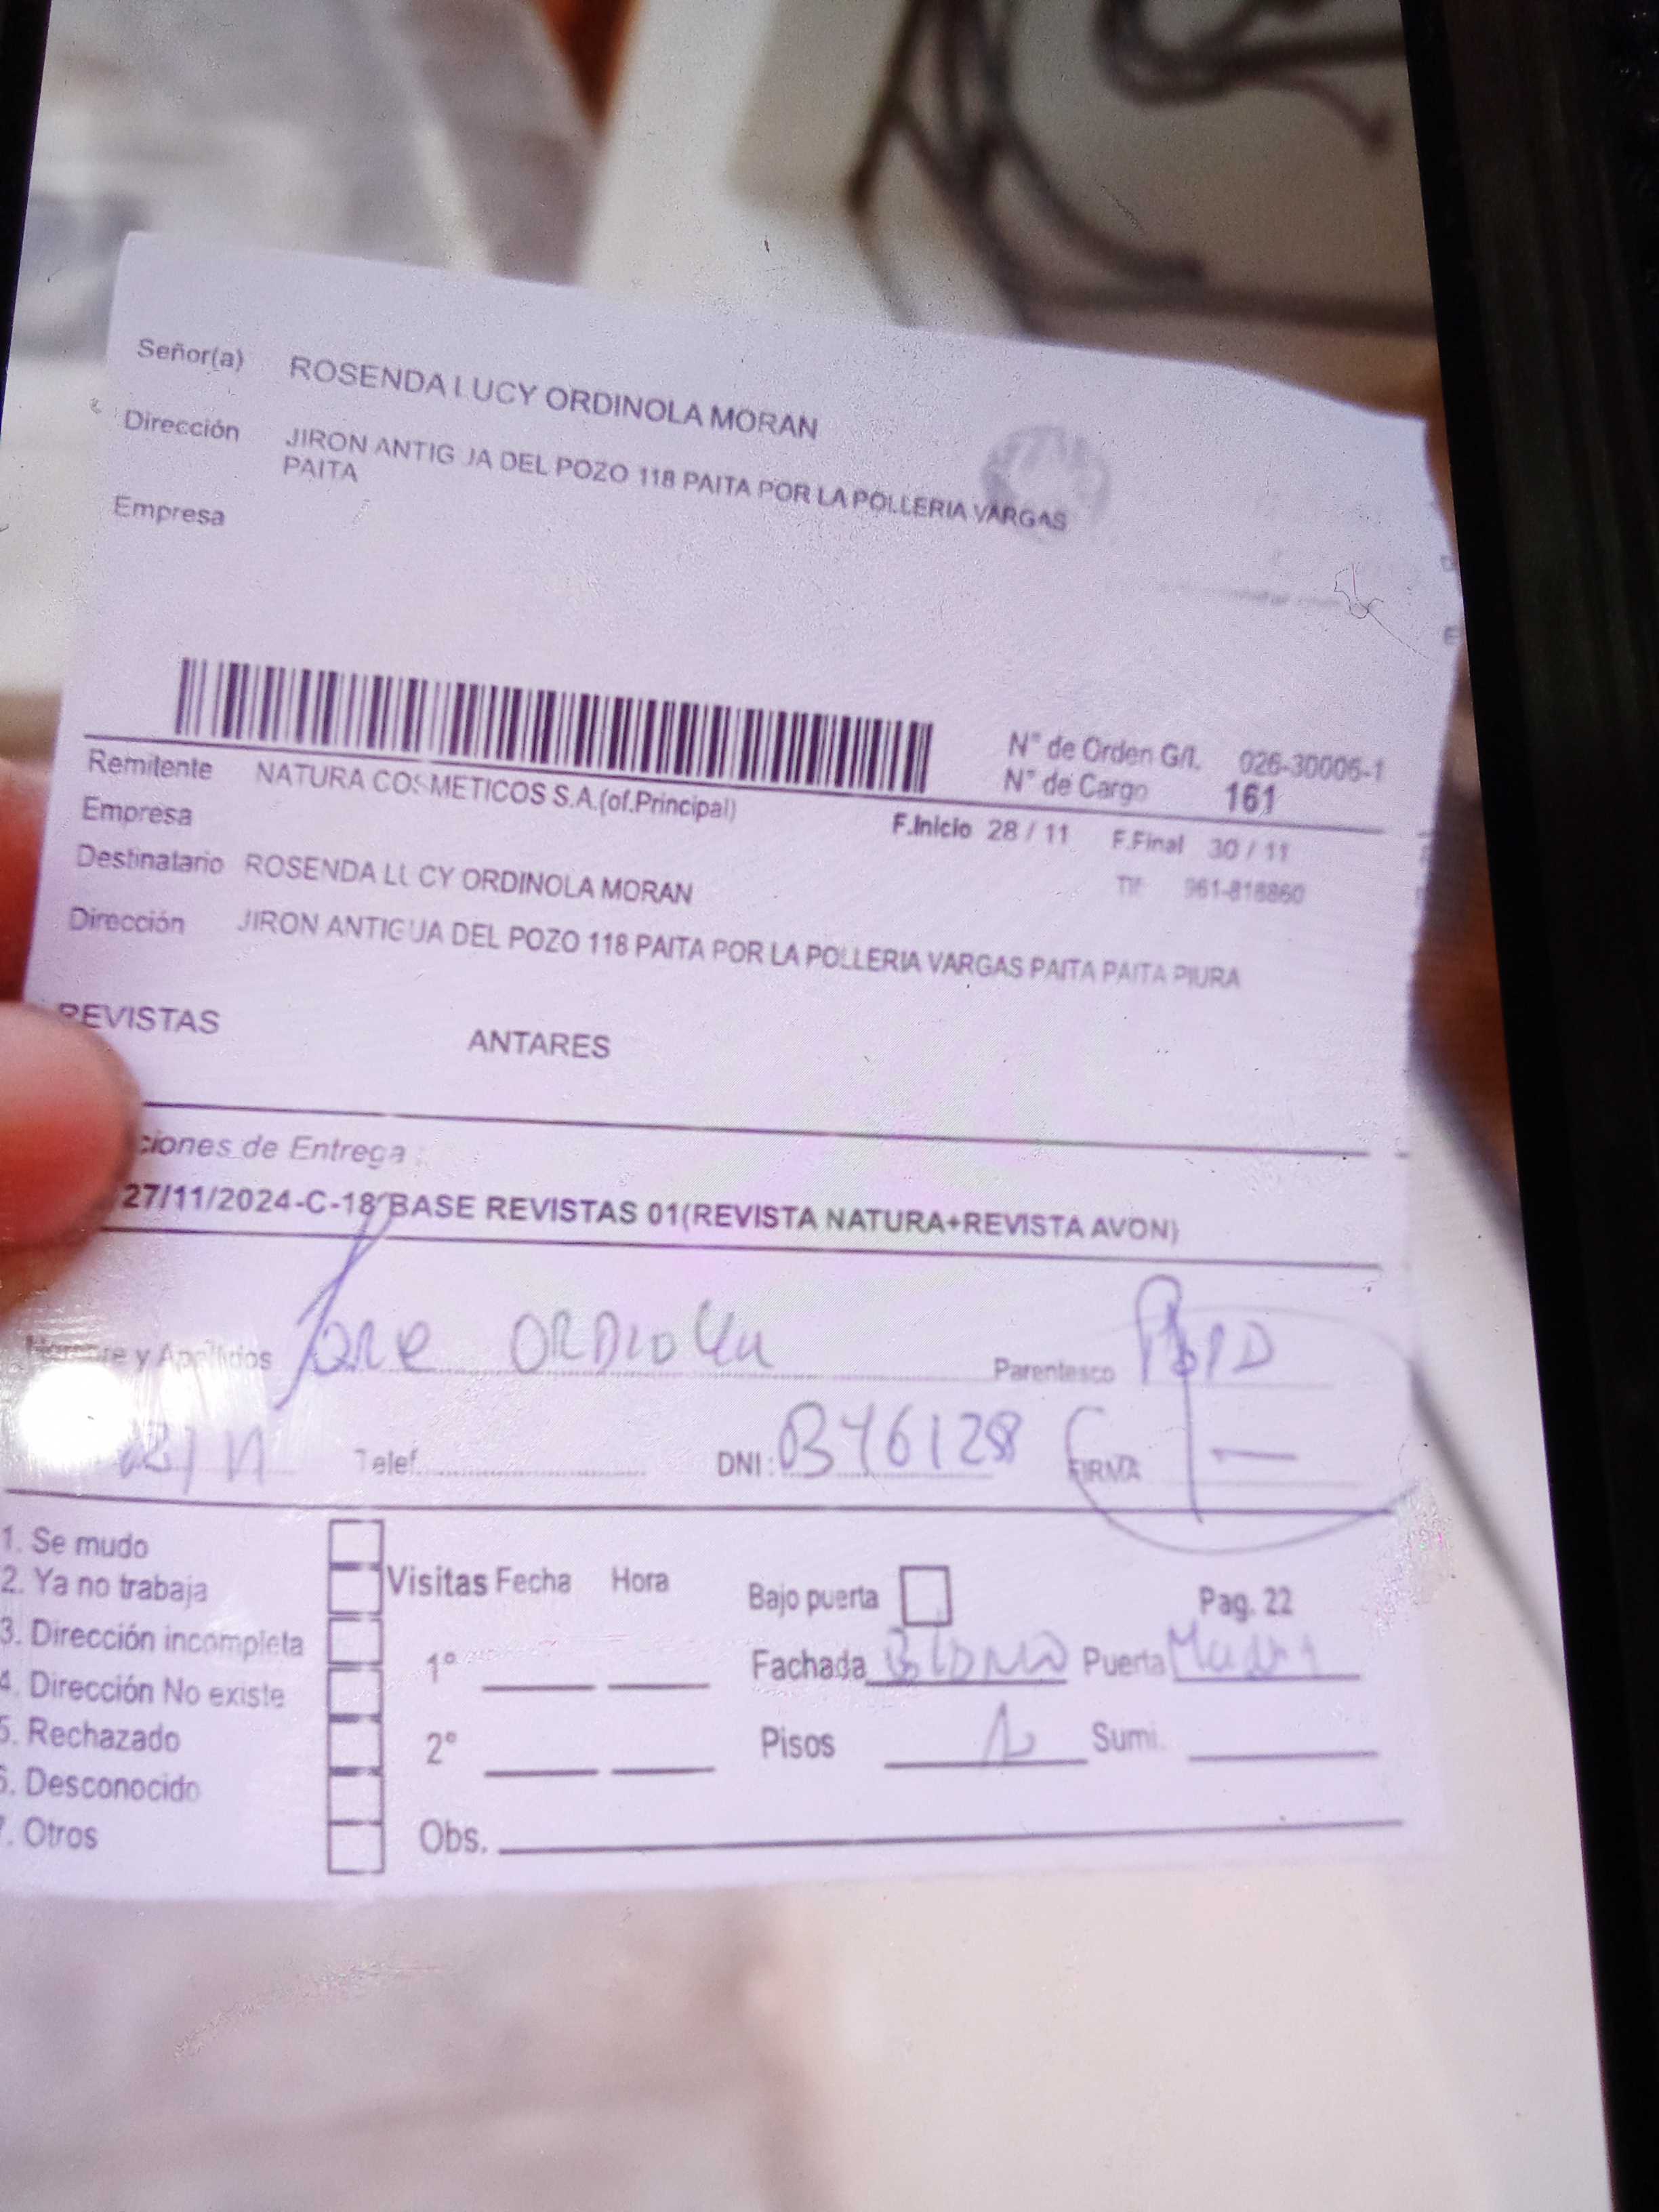 Señor(a) ROSENDA LUCY ORDINOLA MORAN
Dirección JIRON ANTIGUA DEL POZO 118 PAITA POR LA POLLERIA VARGAS
PAITA
Empresa
N° de Orden G/I. 026-30006-1
N° de Cargo 161
Remitente NATURA COSMETICOS S.A.(of.Principal)
Empresa F.Inicio 28 / 11 F.Final 30 / 11
Destinatario ROSENDA LUCY ORDINOLA MORAN Tlf 961-818860
Dirección JIRON ANTIGUA DEL POZO 118 PAITA POR LA POLLERIA VARGAS PAITA PAITA PIURA
REVISTAS ANTARES
ciones de Entrega :
27/11/2024-C-18 BASE REVISTAS 01(REVISTA NATURA+REVISTA AVON)
Nombre y Apellidos Parentesco
Telef. DNI: FIRMA
1. Se mudo
2. Ya no trabaja Visitas Fecha Hora Bajo puerta Pag. 22
3. Dirección incompleta 1° Fachada Puerta
4. Dirección No existe
5. Rechazado 2° Pisos Sumi.
6. Desconocido
7. Otros Obs.